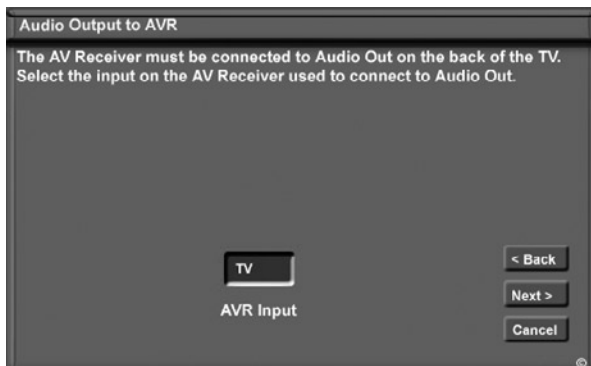 Audio Output to AVR
The AV Receiver must be connected to Audio Out on the back of the TV.
Select the input on the AV Receiver used to connect to Audio Out.
TV
AVR Input
< Back
Next >
Cancel
©